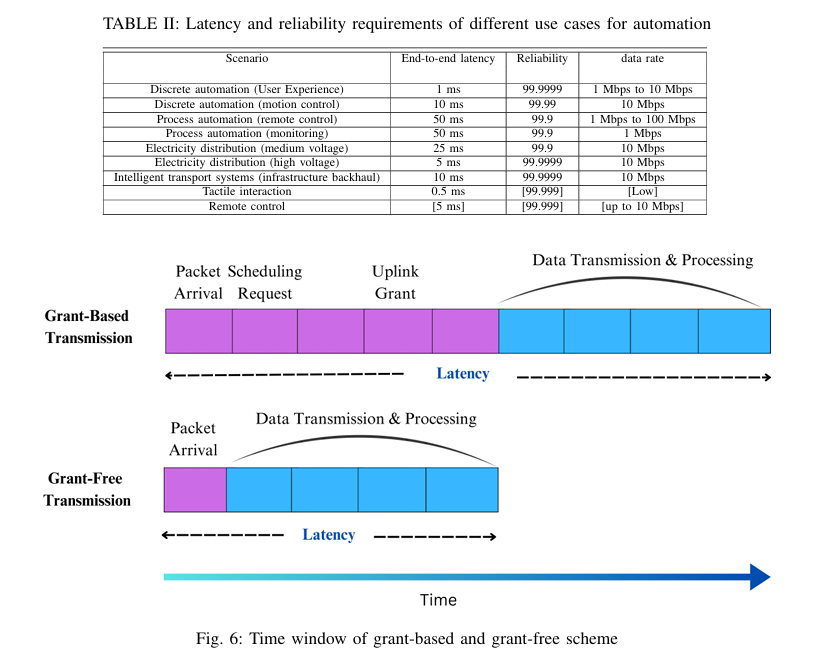 TABLE II: Latency and reliability requirements of different use cases for automation
Scenario End-to-end latency Reliability data rate
Discrete automation (User Experience) 1 ms 99.9999 1 Mbps to 10 Mbps
Discrete automation (motion control) 10 ms 99.99 10 Mbps
Process automation (remote control) 50 ms 99.9 1 Mbps to 100 Mbps
Process automation (monitoring) 50 ms 99.9 1 Mbps
Electricity distribution (medium voltage) 25 ms 99.9 10 Mbps
Electricity distribution (high voltage) 5 ms 99.9999 10 Mbps
Intelligent transport systems (infrastructure backhaul) 10 ms 99.9999 10 Mbps
Tactile interaction 0.5 ms [99.999] [Low]
Remote control [5 ms] [99.999] [up to 10 Mbps]
Data Transmission & Processing
Packet Scheduling Uplink
Arrival Request Grant
Grant-Based
Transmission
Latency
Data Transmission & Processing
Packet
Arrival
Grant-Free
Transmission
Latency
Time
Fig. 6: Time window of grant-based and grant-free scheme